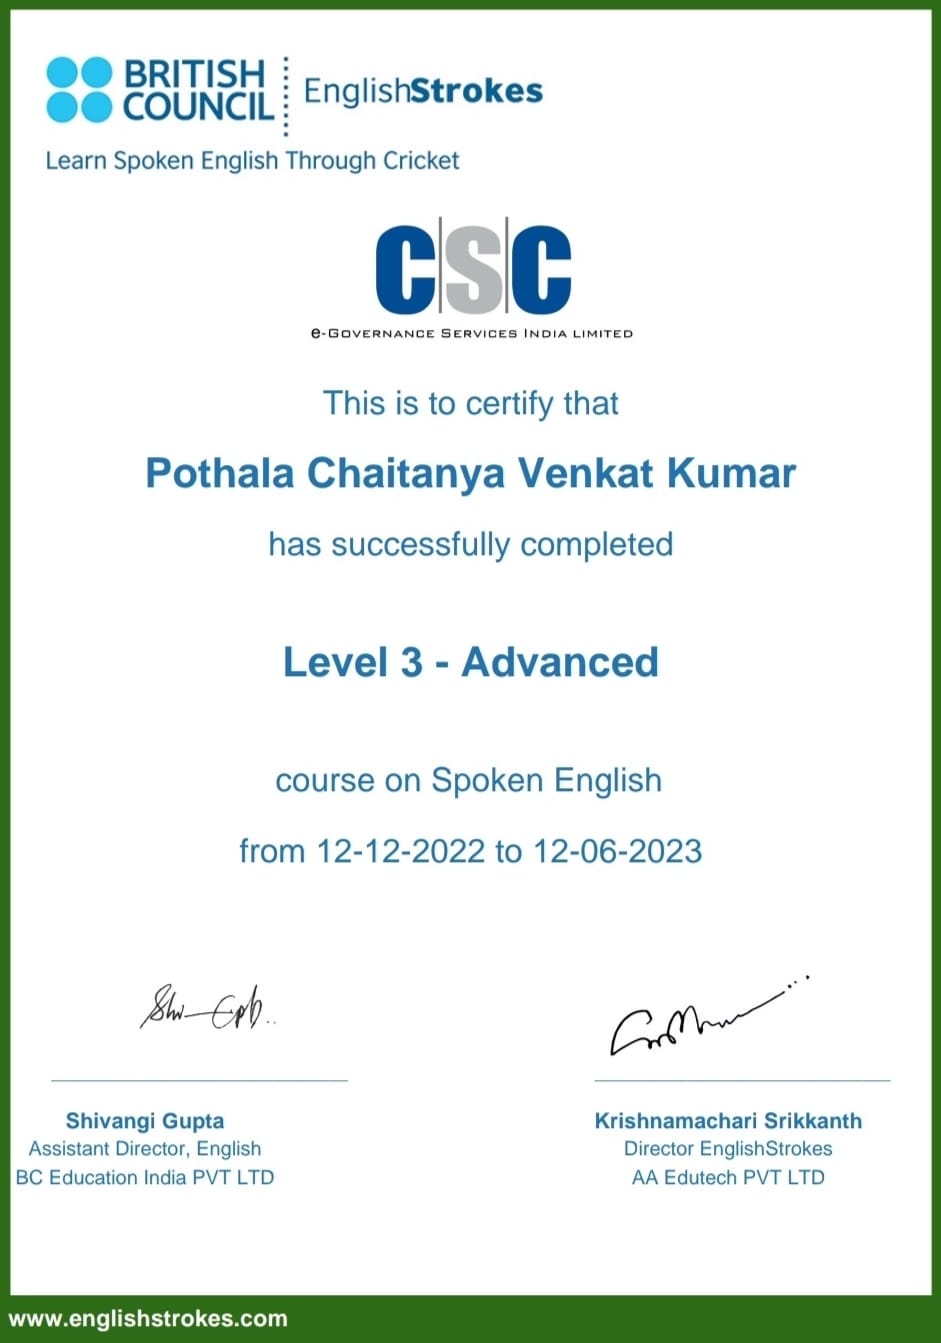 BRITISH
COUNCIL
EnglishStrokes
Learn Spoken English Through Cricket
CSC
e-Governance Services India Limited
This is to certify that
Pothala Chaitanya Venkat Kumar
has successfully completed
Level 3 - Advanced
course on Spoken English
from 12-12-2022 to 12-06-2023
Shivangi Gupta
Assistant Director, English
BC Education India PVT LTD
Krishnamachari Srikkanth
Director EnglishStrokes
AA Edutech PVT LTD
www.englishstrokes.com